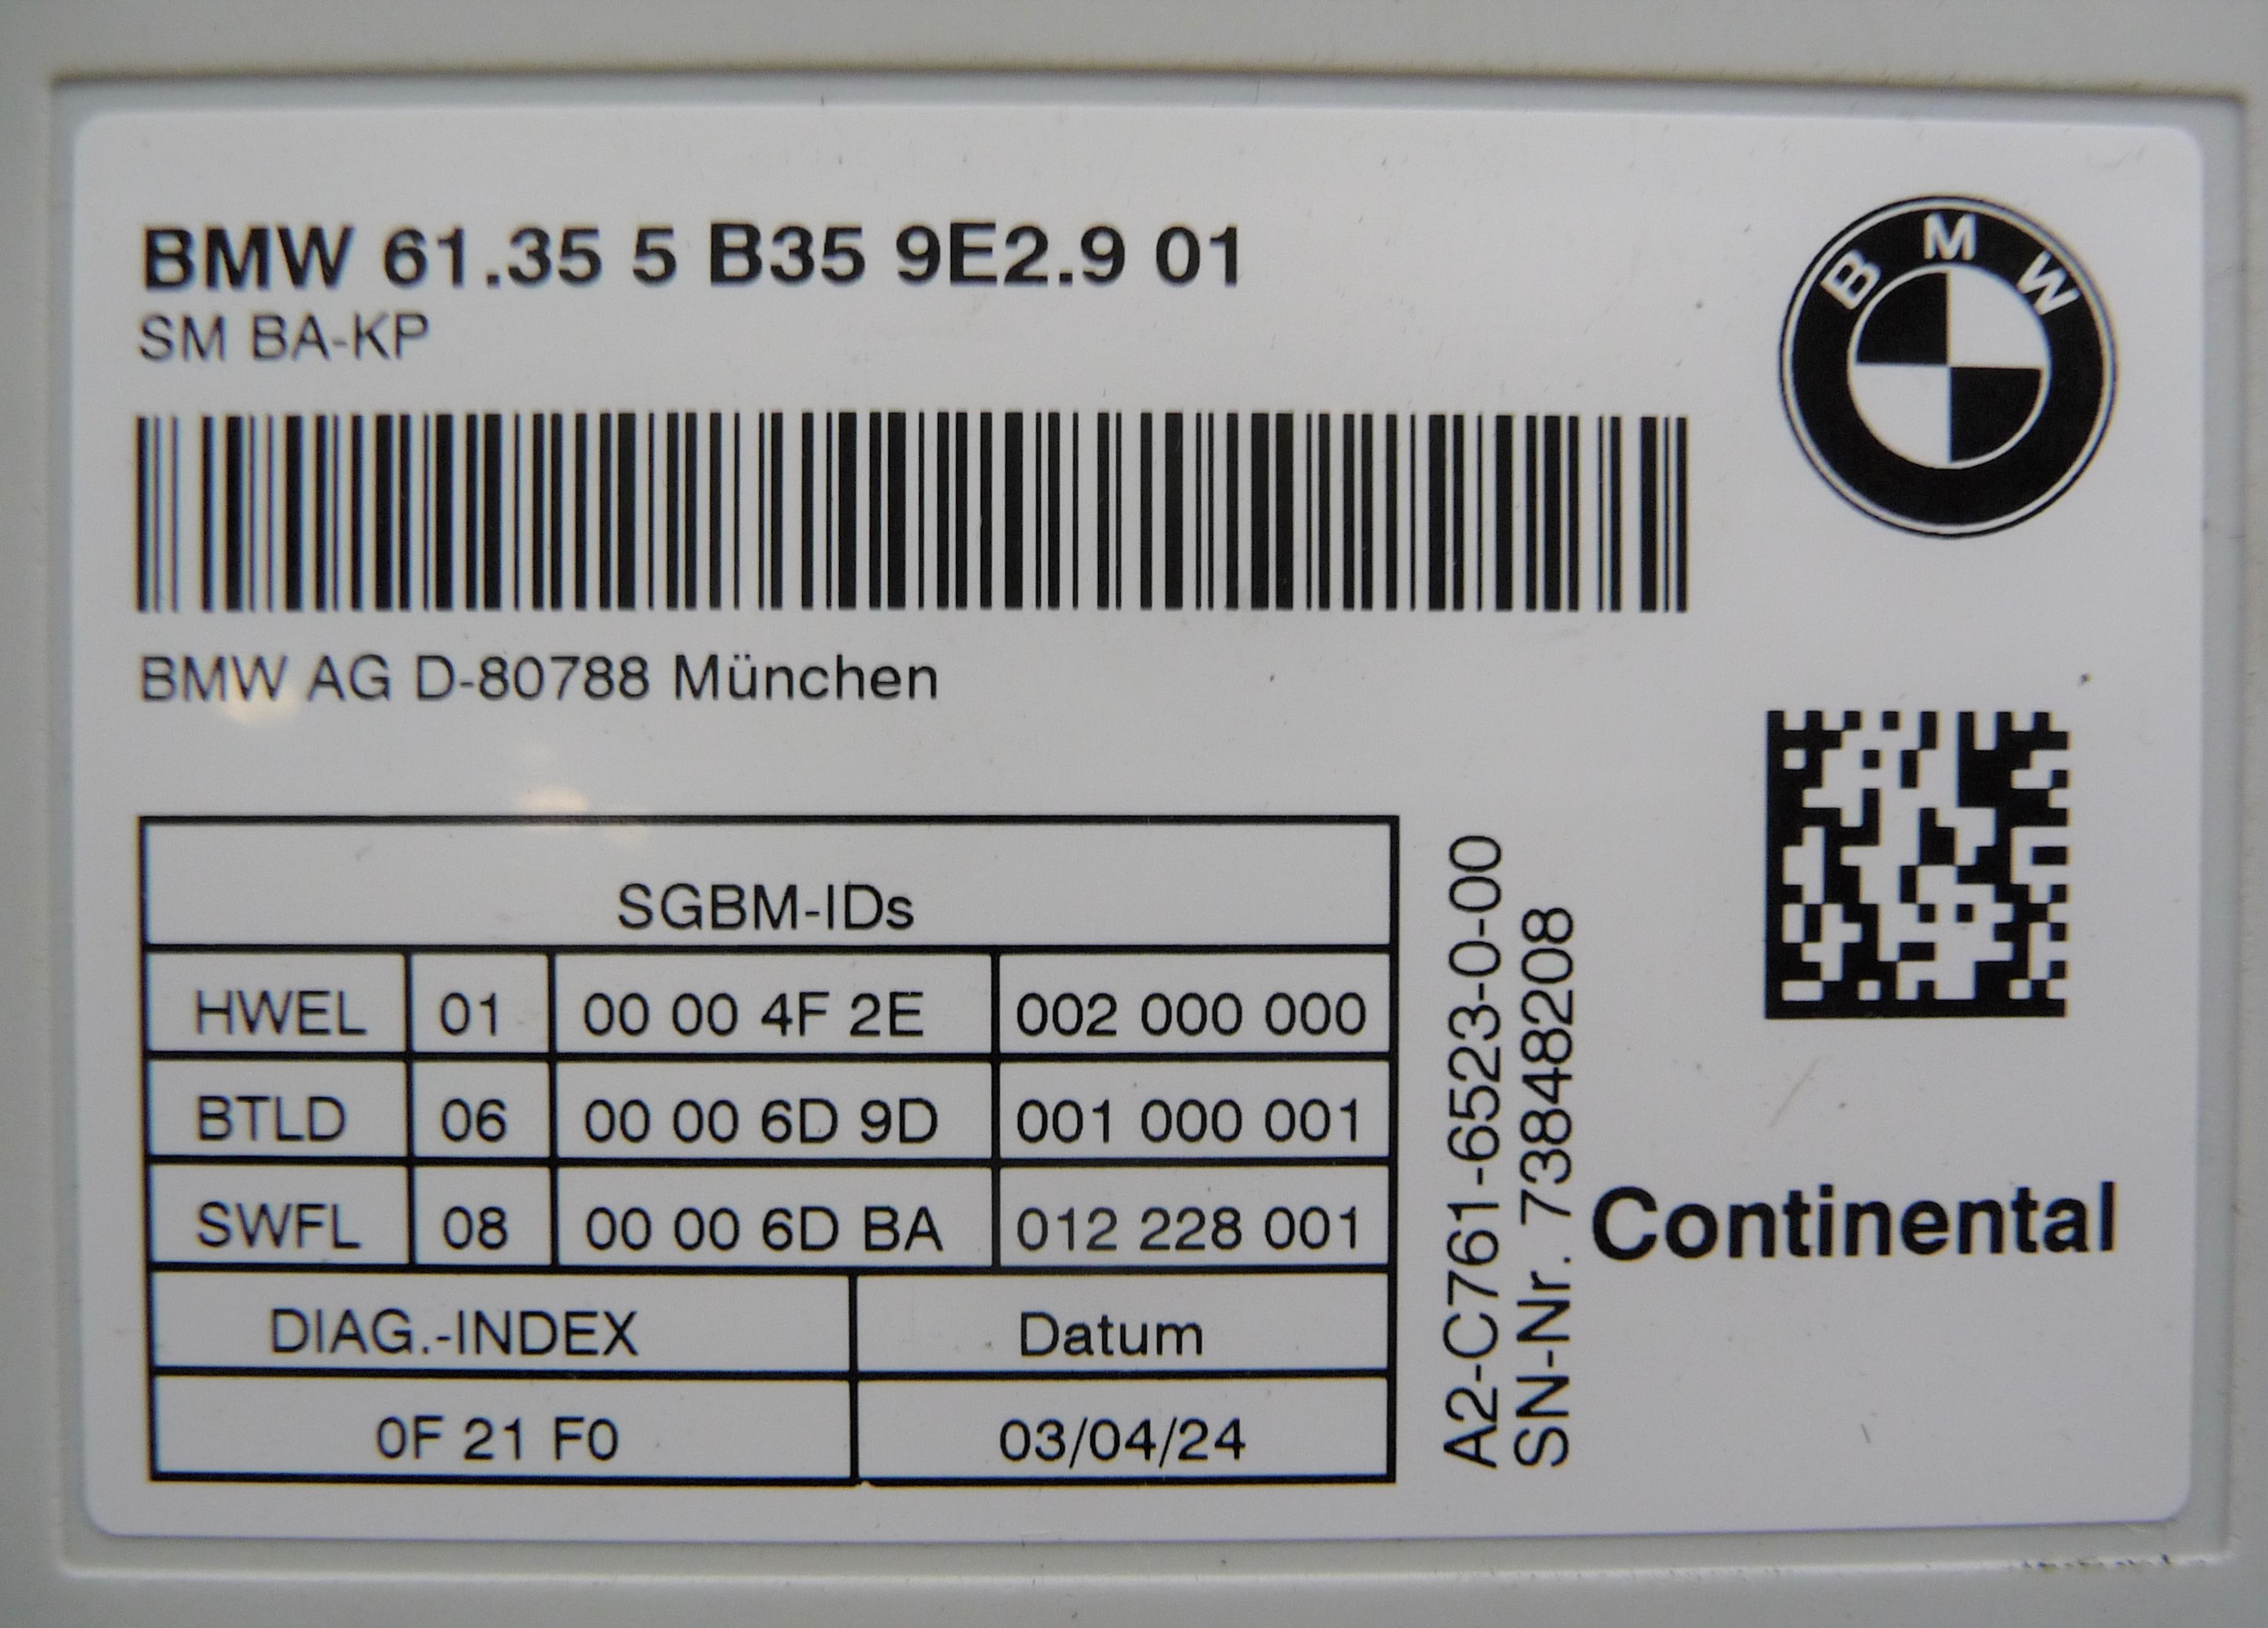 BMW 61.35 5 B35 9E2.9 01
SM BA-KP
BMW
BMW AG D-80788 München
SGBM-IDs
HWEL 01 00 00 4F 2E 002 000 000
BTLD 06 00 00 6D 9D 001 000 001
SWFL 08 00 00 6D BA 012 228 001
DIAG.-INDEX Datum
0F 21 F0 03/04/24
A2-C761-6523-0-00
SN-Nr. 73848208
Continental